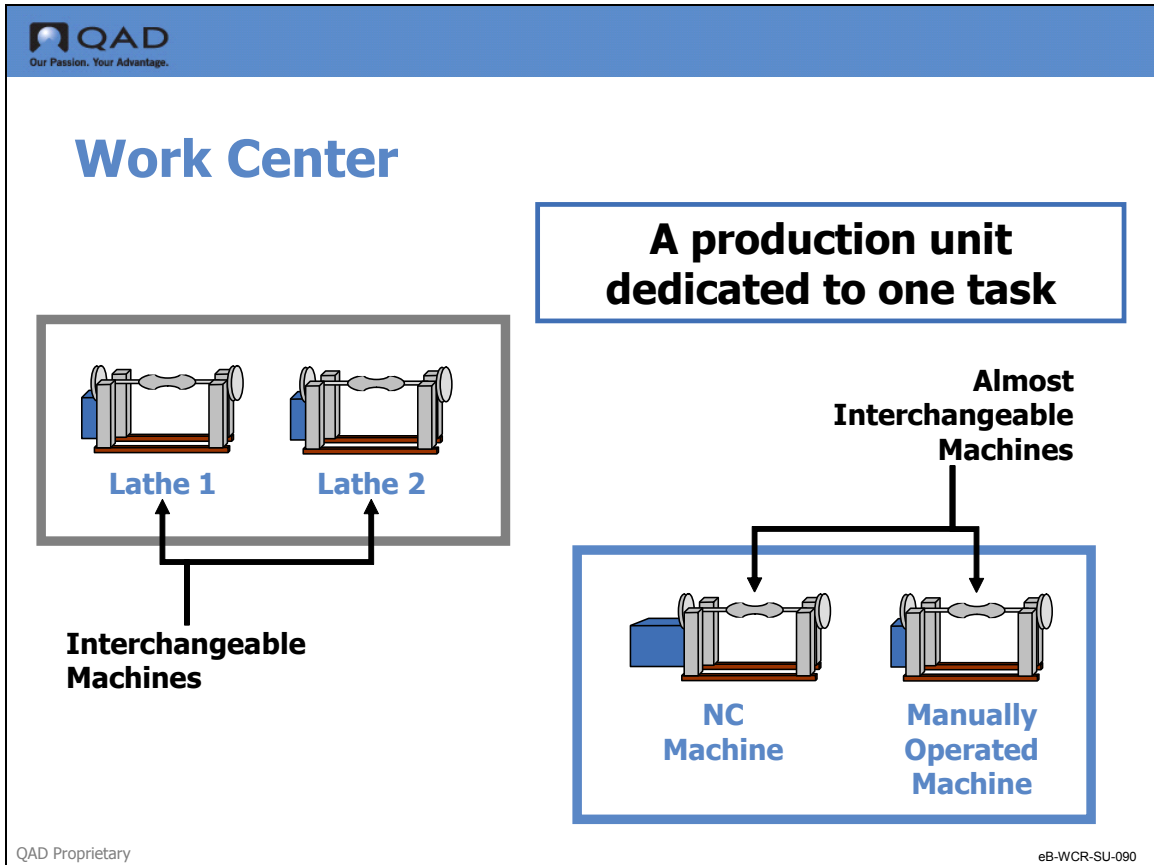 QAD
Our Passion. Your Advantage.
Work Center
A production unit
dedicated to one task
Lathe 1
Lathe 2
Interchangeable
Machines
Almost
Interchangeable
Machines
NC
Machine
Manually
Operated
Machine
QAD Proprietary
eB-WCR-SU-090